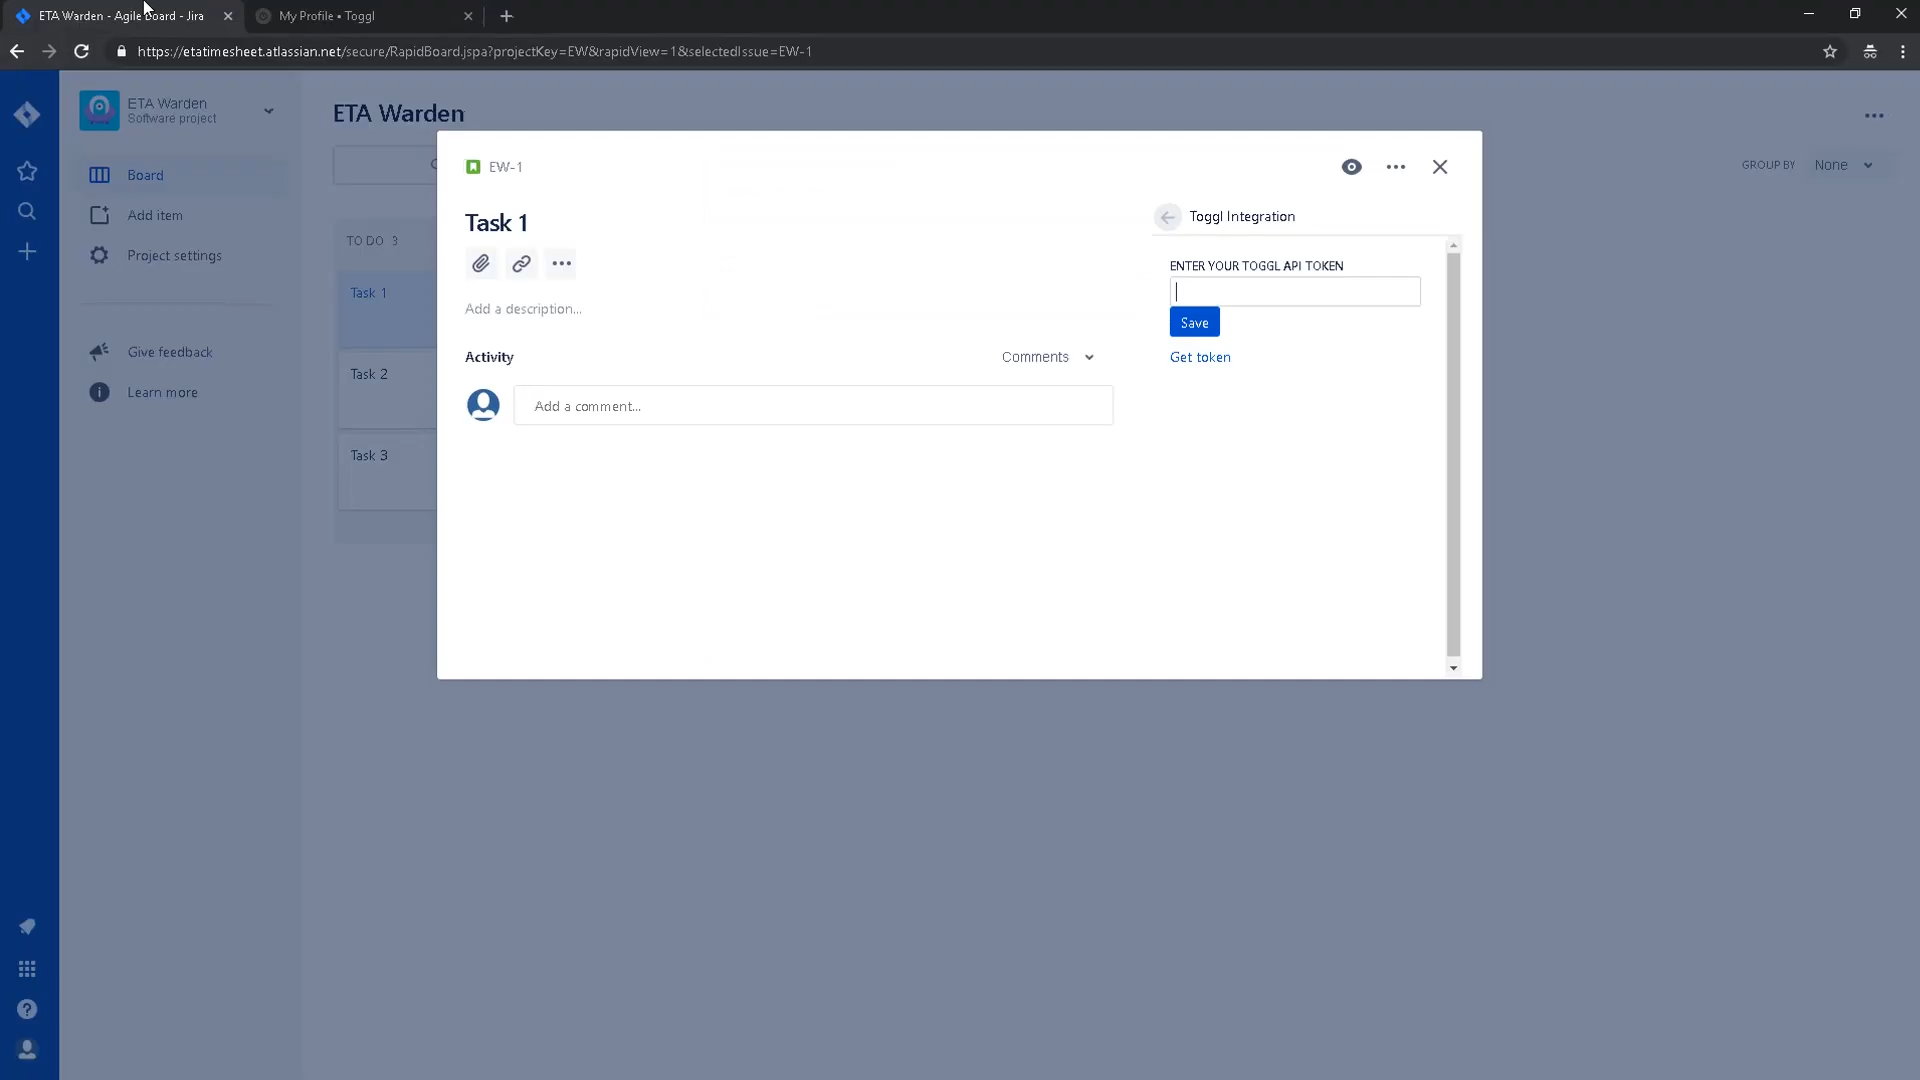 ETA Warden - Agile Board - Jira
My Profile • Toggl
https://etatimesheet.atlassian.net/secure/RapidBoard.jspa?projectKey=EW&rapidView=1&selectedIssue=EW-1
ETA Warden
Software project
Board
Add item
Project settings
Give feedback
Learn more
ETA Warden
GROUP BY None
TO DO 3
Task 1
Task 2
Task 3
EW-1
Task 1
Add a description...
Activity
Comments
Add a comment...
Toggl Integration
ENTER YOUR TOGGL API TOKEN
Save
Get token